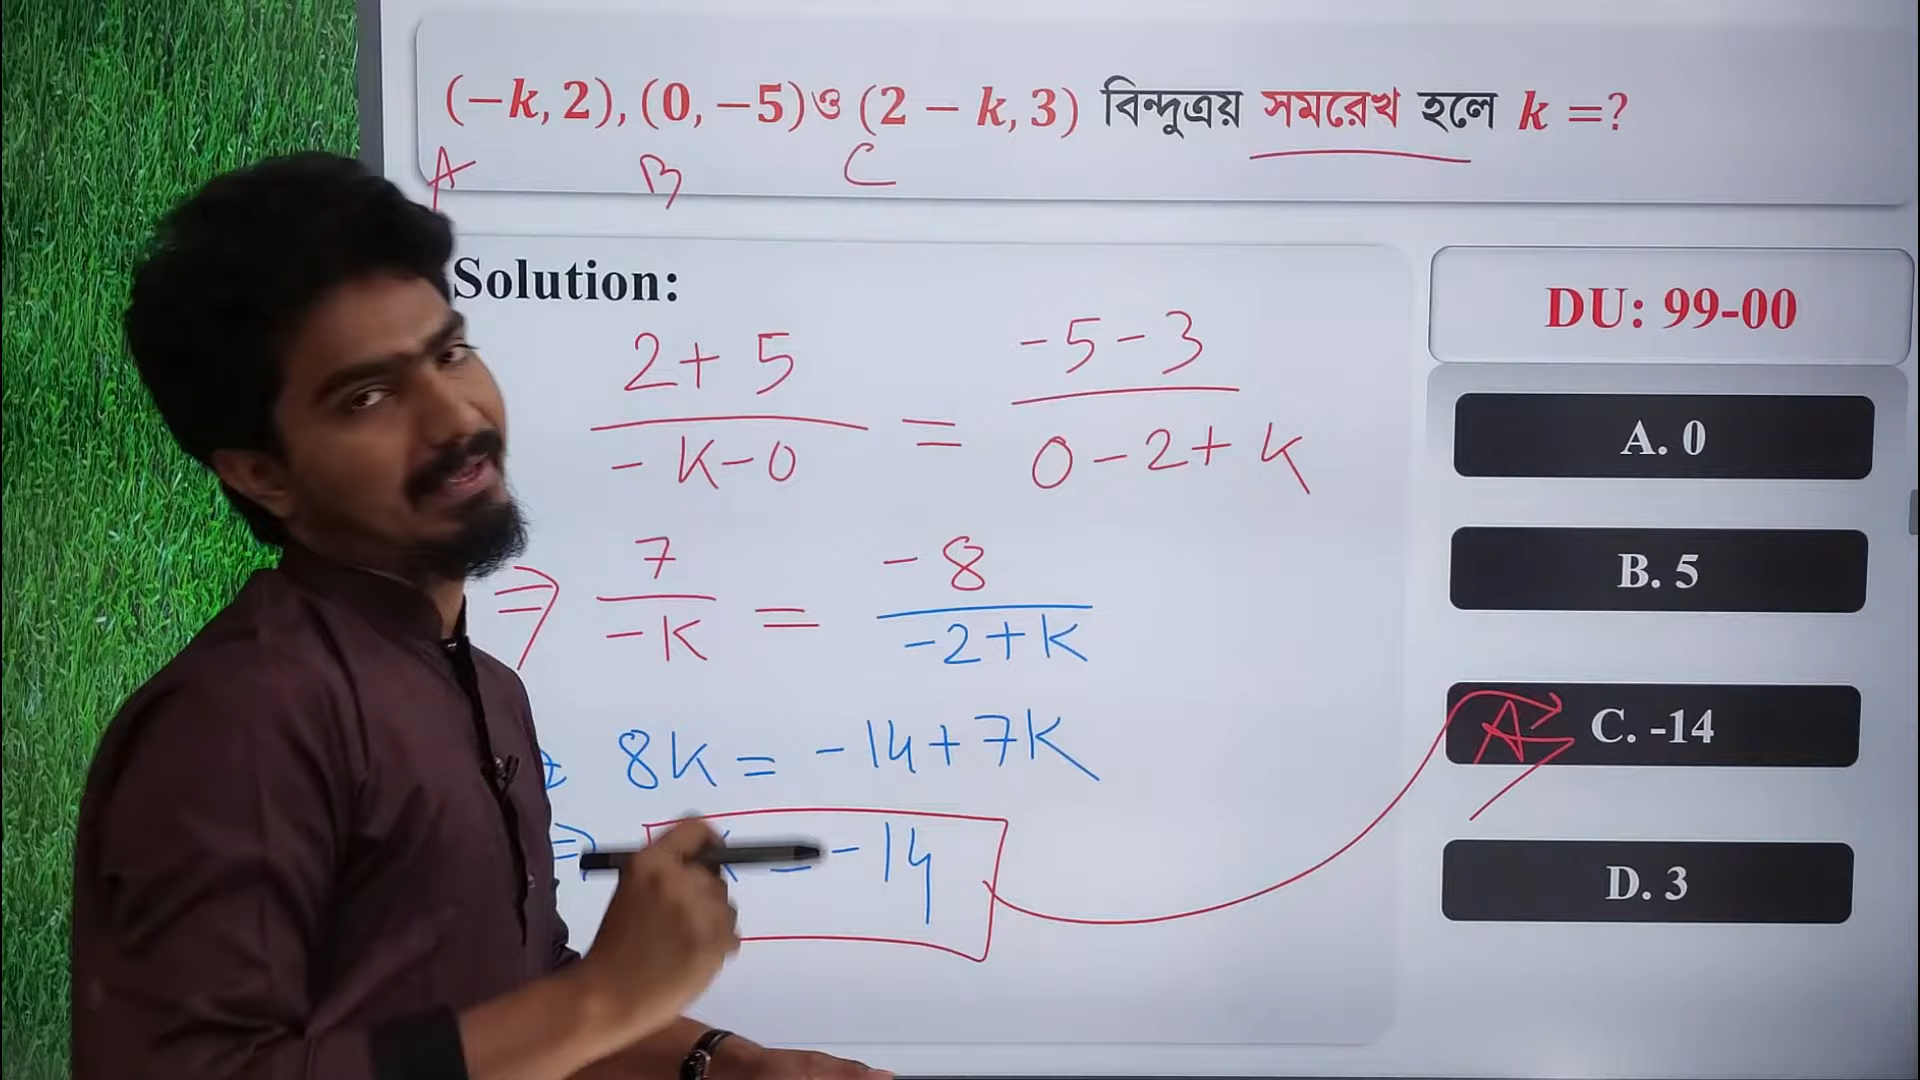 (−k, 2), (0, −5) ও (2 − k, 3) বিন্দুত্রয় সমরেখ হলে k =?
A B C
Solution:
2+5 / -k-0 = -5-3 / 0-2+k
⇒ 7 / -k = -8 / -2+k
8k = -14+7k
⇒ k = -14
DU: 99-00
A. 0
B. 5
C. -14
D. 3